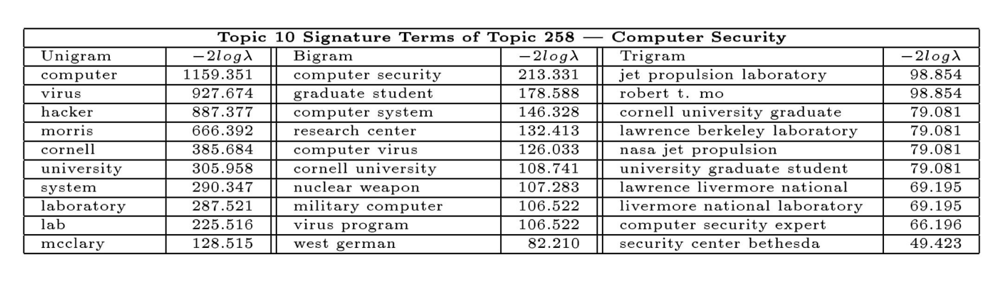 Topic 10 Signature Terms of Topic 258 — Computer Security
Unigram −2logλ Bigram −2logλ Trigram −2logλ
computer 1159.351 computer security 213.331 jet propulsion laboratory 98.854
virus 927.674 graduate student 178.588 robert t. mo 98.854
hacker 887.377 computer system 146.328 cornell university graduate 79.081
morris 666.392 research center 132.413 lawrence berkeley laboratory 79.081
cornell 385.684 computer virus 126.033 nasa jet propulsion 79.081
university 305.958 cornell university 108.741 university graduate student 79.081
system 290.347 nuclear weapon 107.283 lawrence livermore national 69.195
laboratory 287.521 military computer 106.522 livermore national laboratory 69.195
lab 225.516 virus program 106.522 computer security expert 66.196
mcclary 128.515 west german 82.210 security center bethesda 49.423